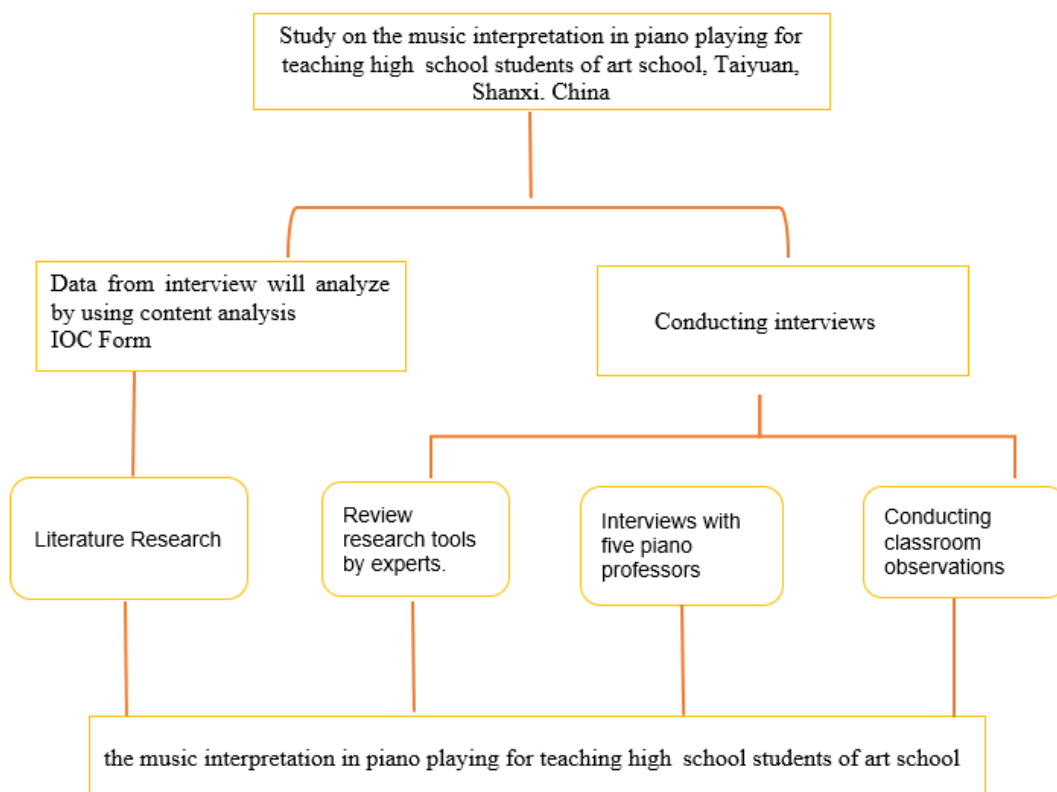 Study on the music interpretation in piano playing for
teaching high school students of art school, Taiyuan,
Shanxi. China
Data from interview will analyze
by using content analysis
IOC Form
Conducting interviews
Literature Research
Review
research tools
by experts.
Interviews with
five piano
professors
Conducting
classroom
observations
the music interpretation in piano playing for teaching high school students of art school